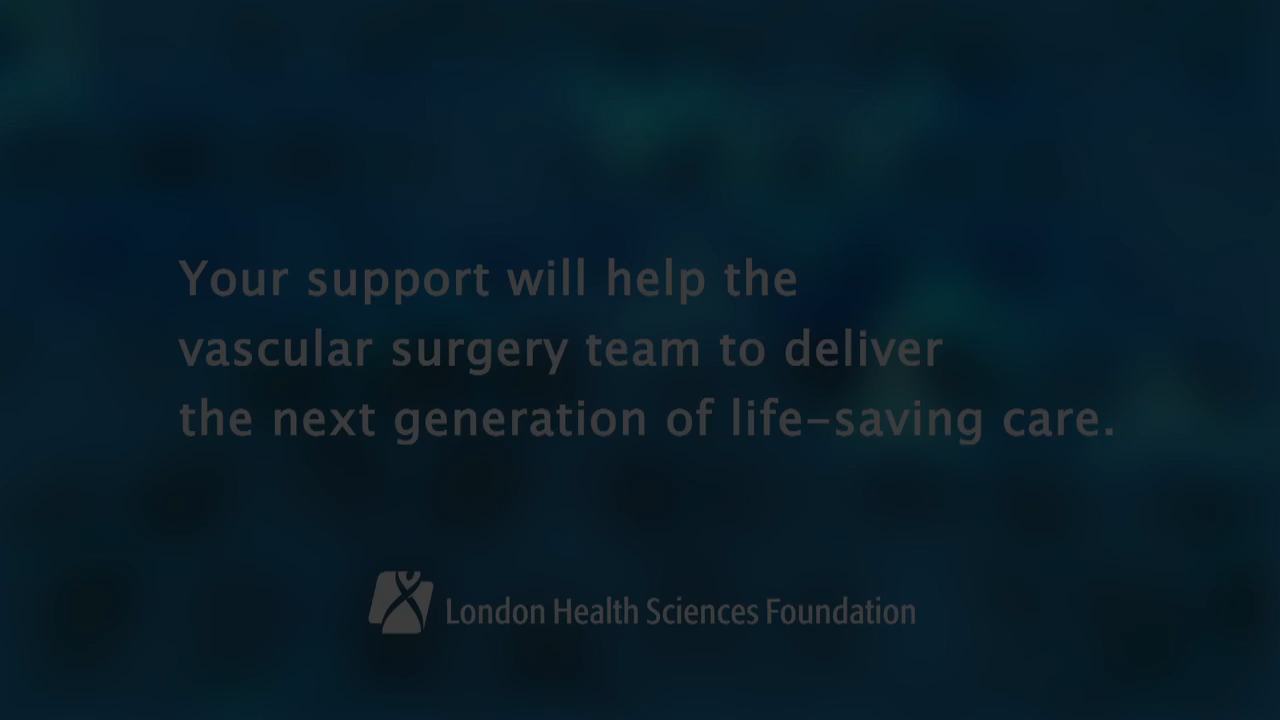 Your support will help the
vascular surgery team to deliver
the next generation of life-saving care.
London Health Sciences Foundation